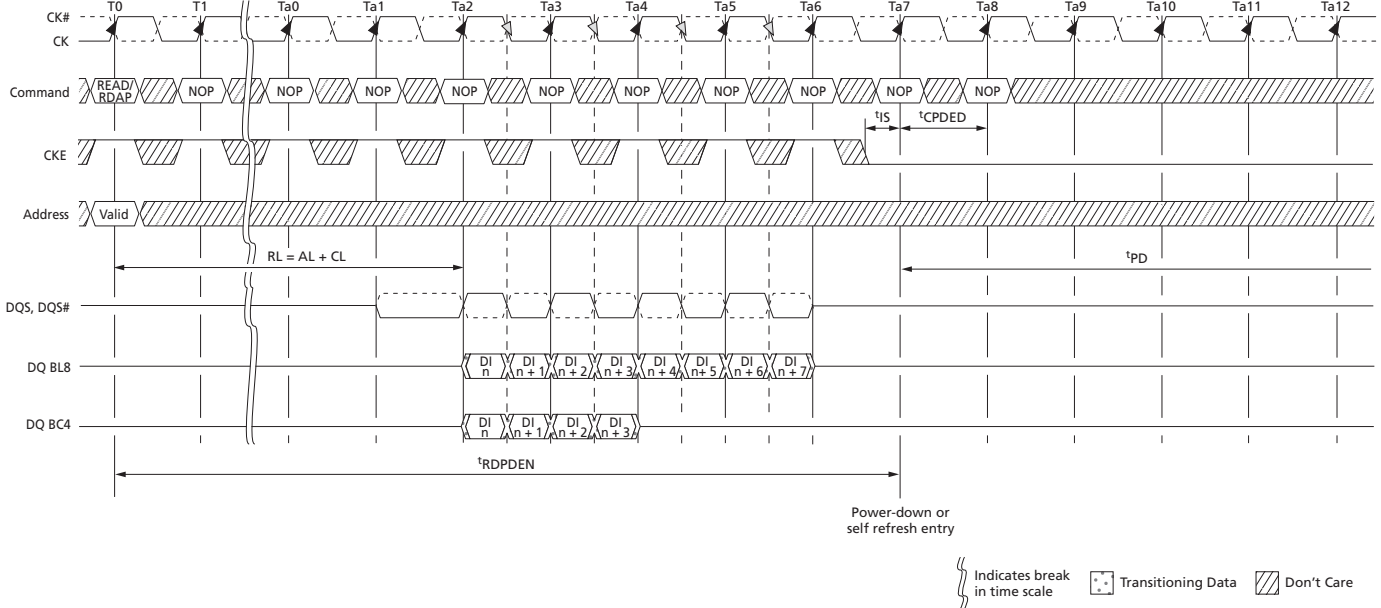 T0 T1 Ta0 Ta1 Ta2 Ta3 Ta4 Ta5 Ta6 Ta7 Ta8 Ta9 Ta10 Ta11 Ta12
CK#
CK
Command READ/ RDAP NOP NOP NOP NOP NOP NOP NOP NOP NOP NOP
tIS tCPDED
CKE
Address Valid
RL = AL + CL tPD
DQS, DQS#
DQ BL8 DI n DI n + 1 DI n + 2 DI n + 3 DI n + 4 DI n+ 5 DI n + 6 DI n + 7
DQ BC4 DI n DI n + 1 DI n + 2 DI n + 3
tRDPDEN
Power-down or
self refresh entry
Indicates break
in time scale
Transitioning Data
Don't Care